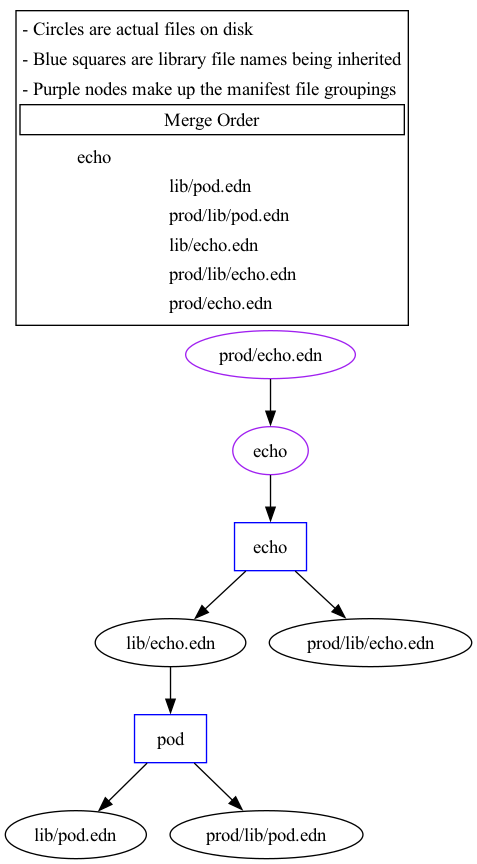 - Circles are actual files on disk
- Blue squares are library file names being inherited
- Purple nodes make up the manifest file groupings
Merge Order
echo
lib/pod.edn
prod/lib/pod.edn
lib/echo.edn
prod/lib/echo.edn
prod/echo.edn
prod/echo.edn
echo
echo
lib/echo.edn
prod/lib/echo.edn
pod
lib/pod.edn
prod/lib/pod.edn